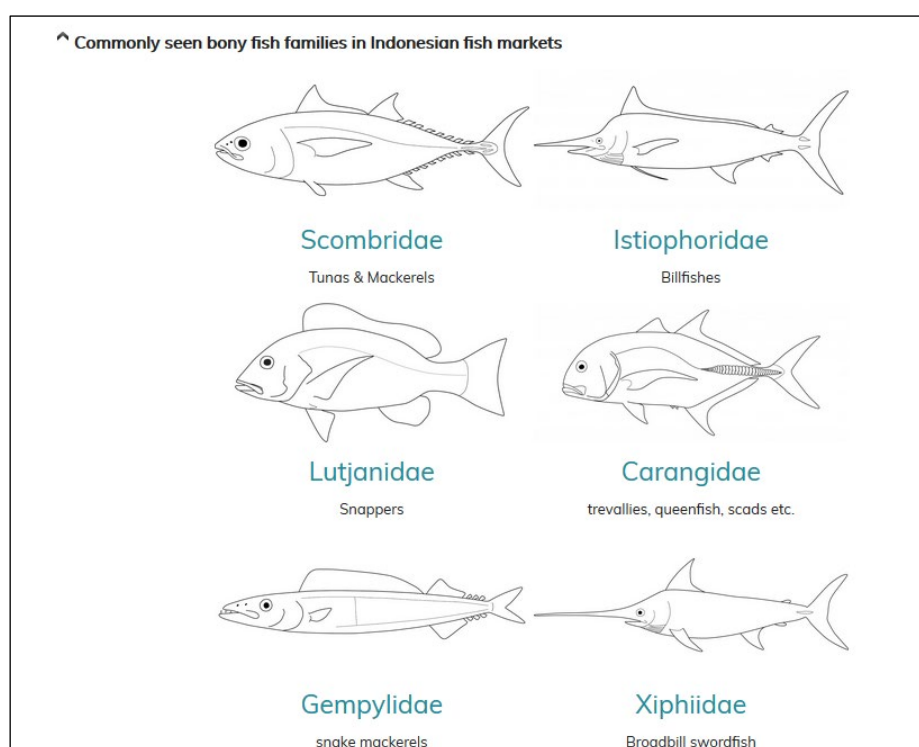 Commonly seen bony fish families in Indonesian fish markets
Scombridae
Istiophoridae
Tunas & Mackerels
Billfishes
Lutjanidae
Carangidae
Snappers
trevallies, queenfish, scads etc.
Gempylidae
Xiphiidae
snake mackerels
Broadbill swordfish